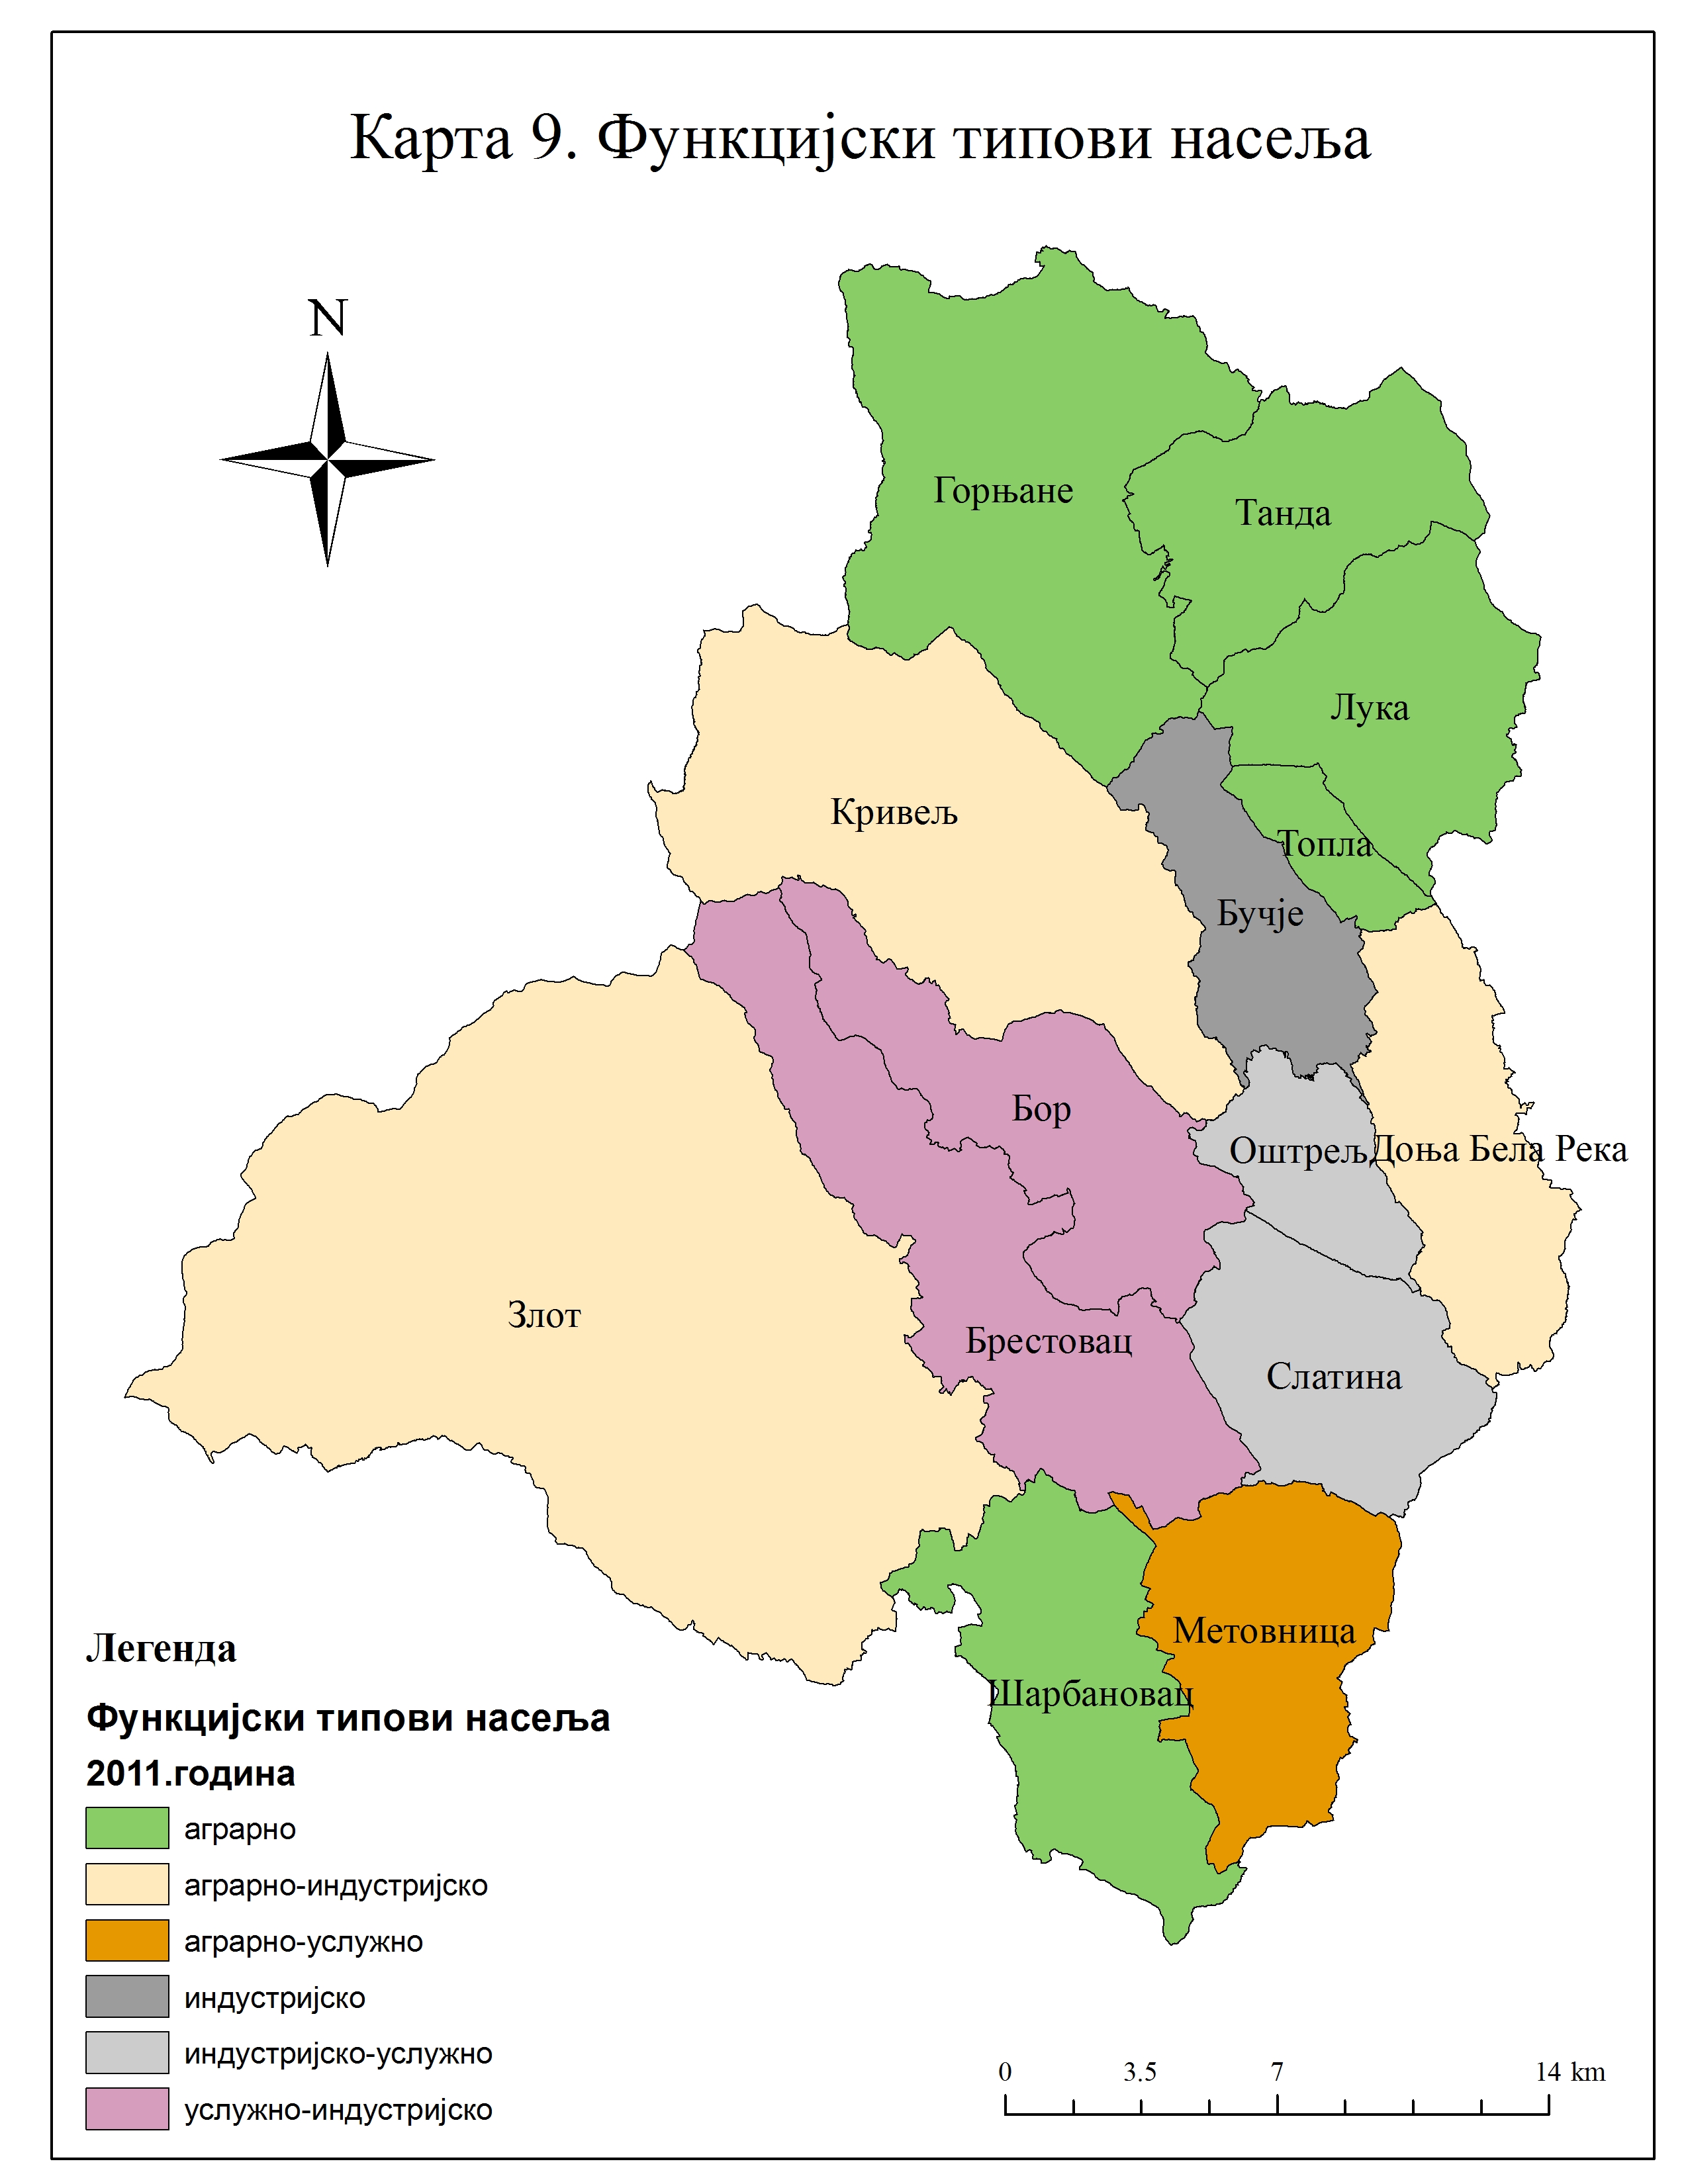 Карта 9. Функцијски типови насеља
N
Горњане
Танда
Лука
Кривељ
Топла
Бучје
Бор
Оштрељ
Доња Бела Река
Злот
Брестовац
Слатина
Метовница
Шарбановац
Легенда
Функцијски типови насеља
2011.година
аграрно
аграрно-индустријско
аграрно-услужно
индустријско
индустријско-услужно
услужно-индустријско
0 3.5 7 14 km